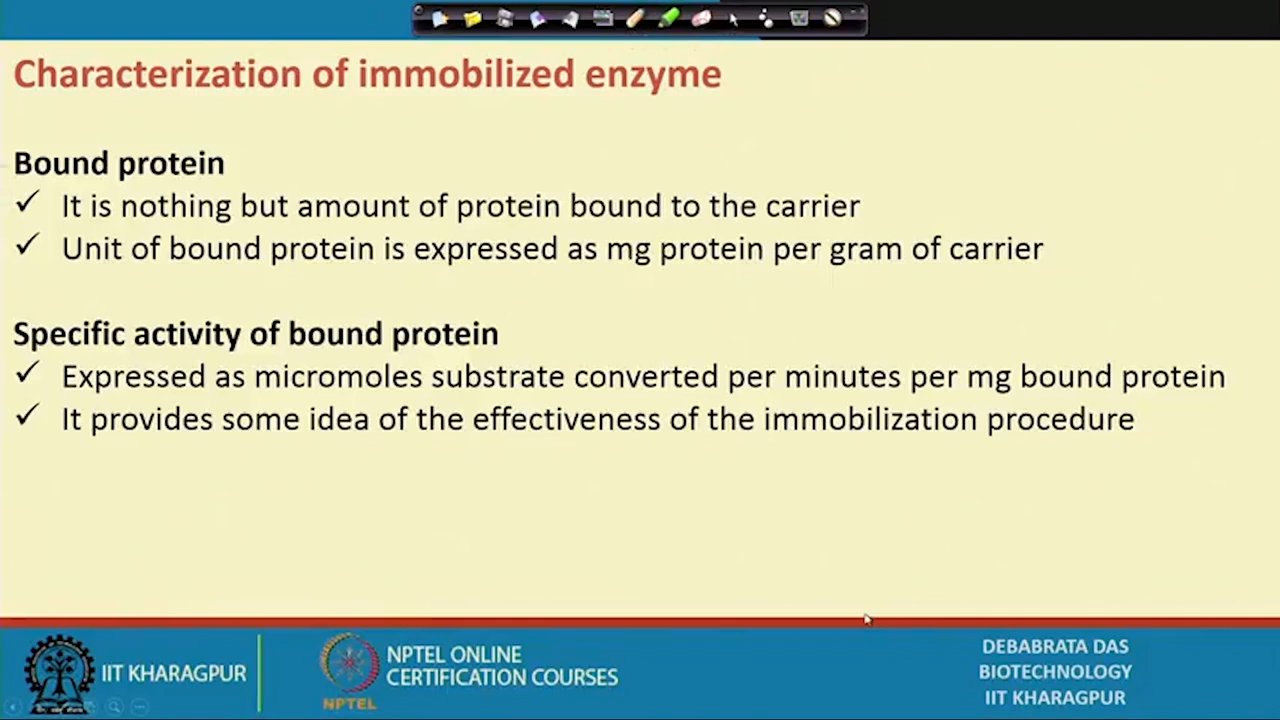 Characterization of immobilized enzyme
Bound protein
✓ It is nothing but amount of protein bound to the carrier
✓ Unit of bound protein is expressed as mg protein per gram of carrier
Specific activity of bound protein
✓ Expressed as micromoles substrate converted per minutes per mg bound protein
✓ It provides some idea of the effectiveness of the immobilization procedure
IIT KHARAGPUR
NPTEL
NPTEL ONLINE
CERTIFICATION COURSES
DEBABRATA DAS
BIOTECHNOLOGY
IIT KHARAGPUR